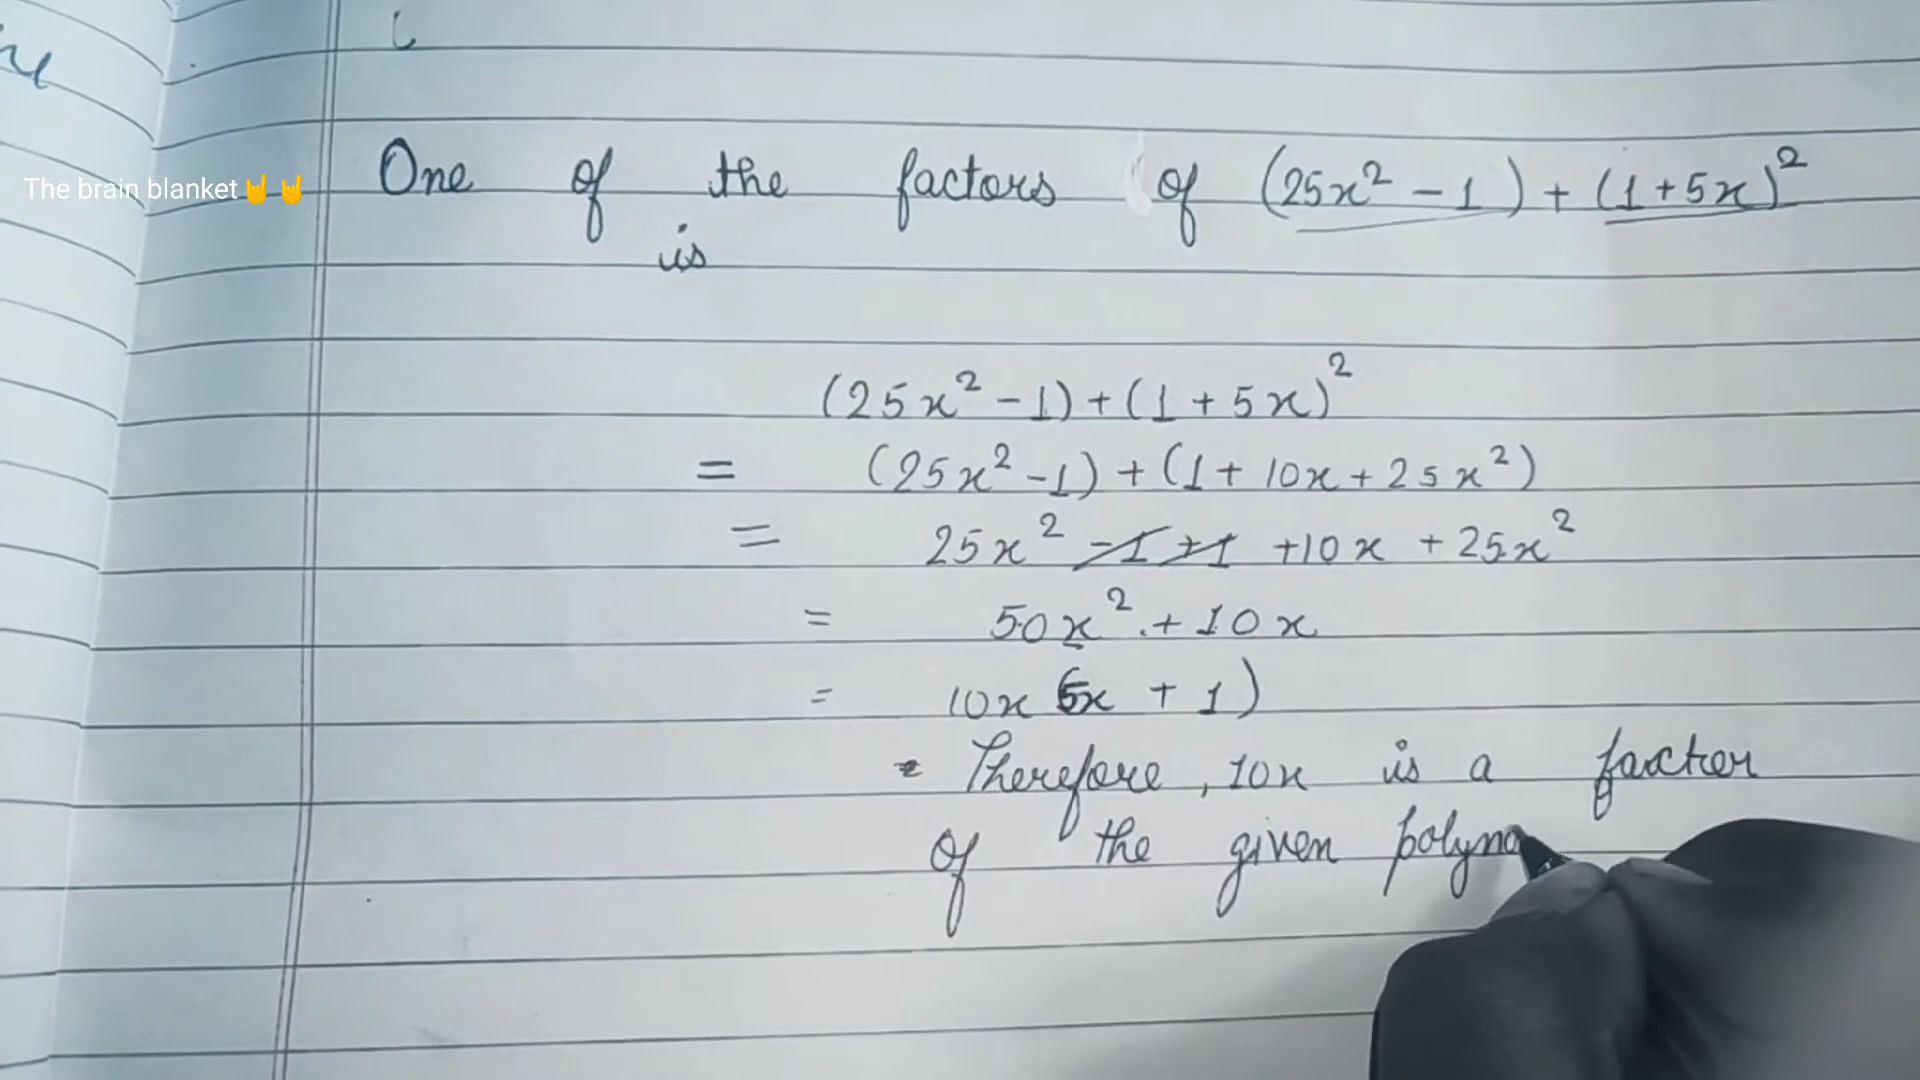 One of the factors of (25x² - 1) + (1 + 5x)²
is
The brain blanket🤘🤘
(25x² - 1) + (1 + 5x)²
= (25x² - 1) + (1 + 10x + 25x²)
= 25x² - 1 + 1 + 10x + 25x²
= 50x² + 10x
= 10x (5x + 1)
= Therefore, 10x is a factor
of the given polyno